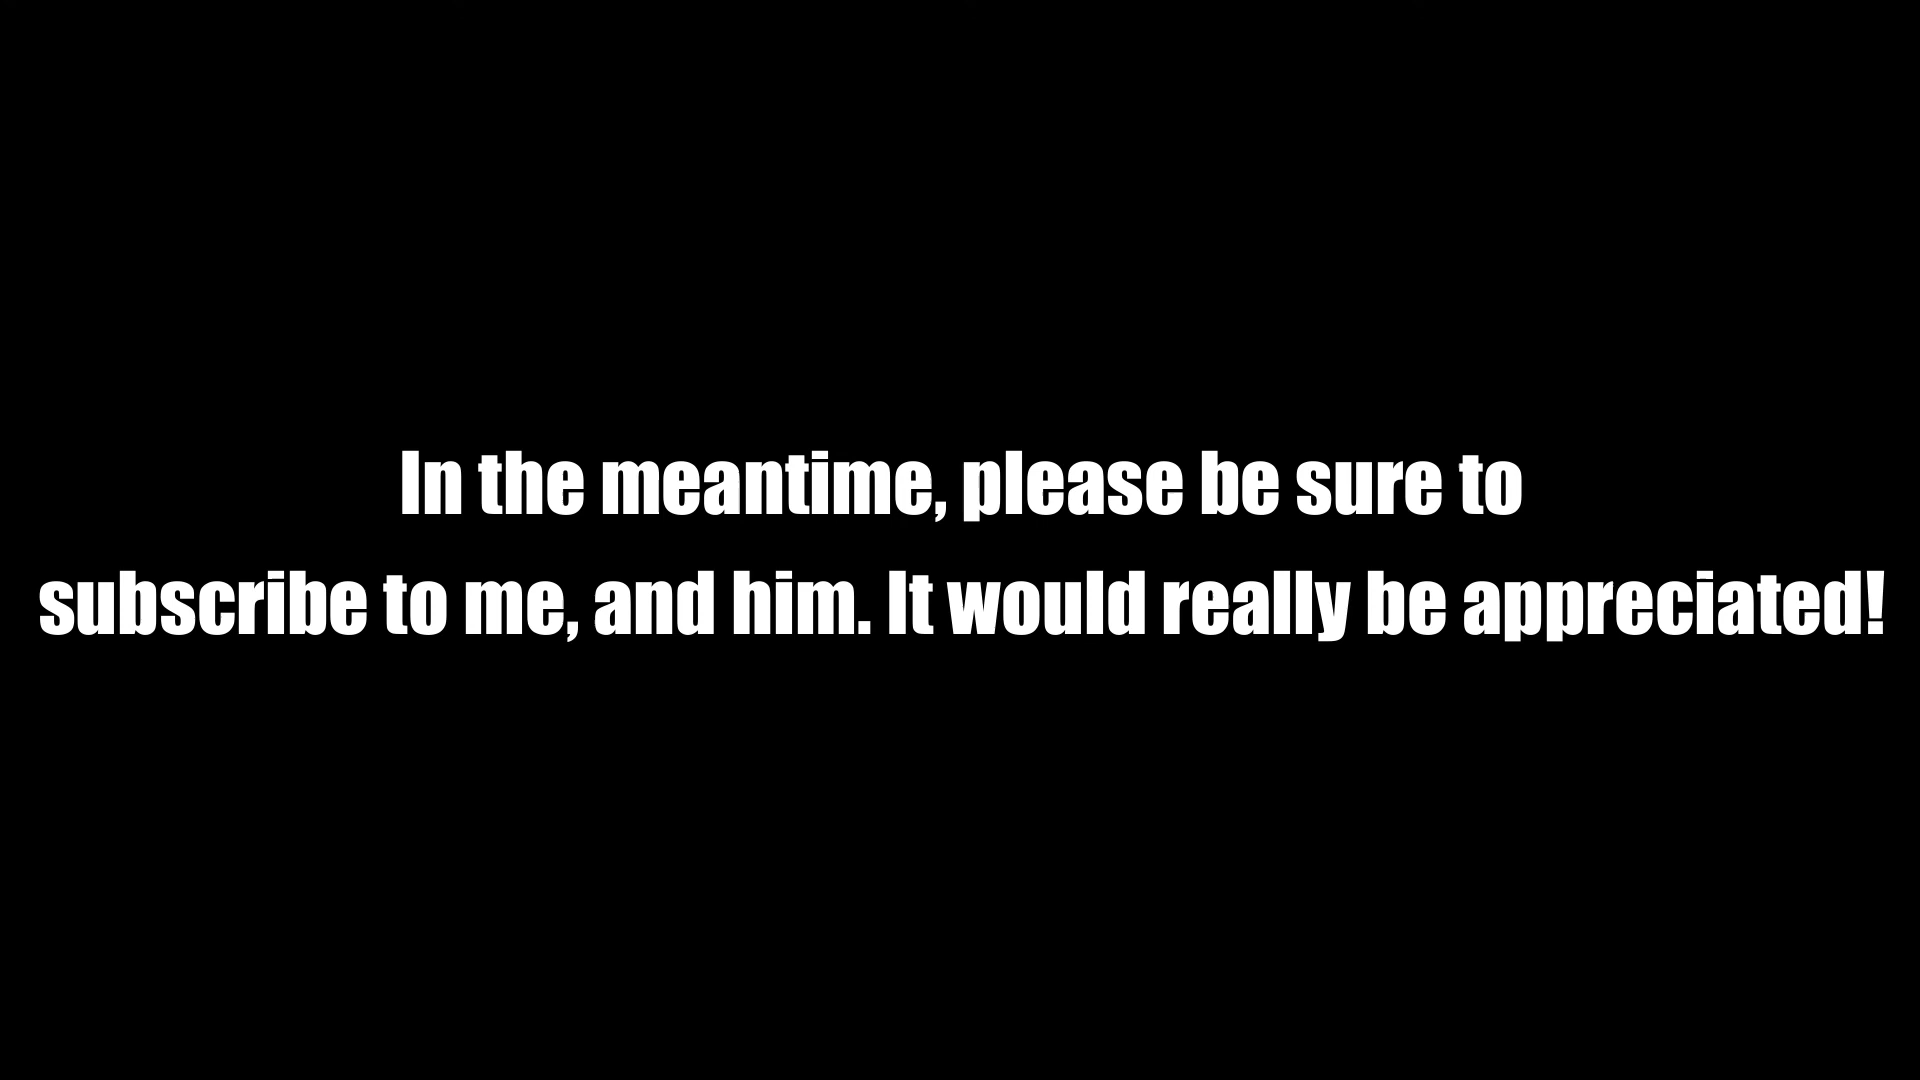 In the meantime, please be sure to
subscribe to me, and him. It would really be appreciated!